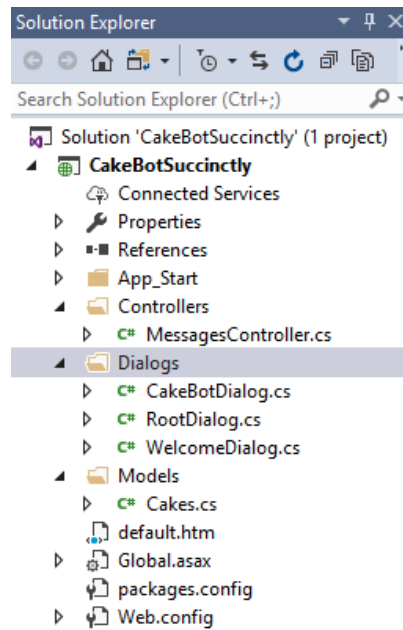 Solution Explorer
Search Solution Explorer (Ctrl+;)
Solution 'CakeBotSuccinctly' (1 project)
CakeBotSuccinctly
Connected Services
Properties
References
App_Start
Controllers
C# MessagesController.cs
Dialogs
C# CakeBotDialog.cs
C# RootDialog.cs
C# WelcomeDialog.cs
Models
C# Cakes.cs
default.htm
Global.asax
packages.config
Web.config